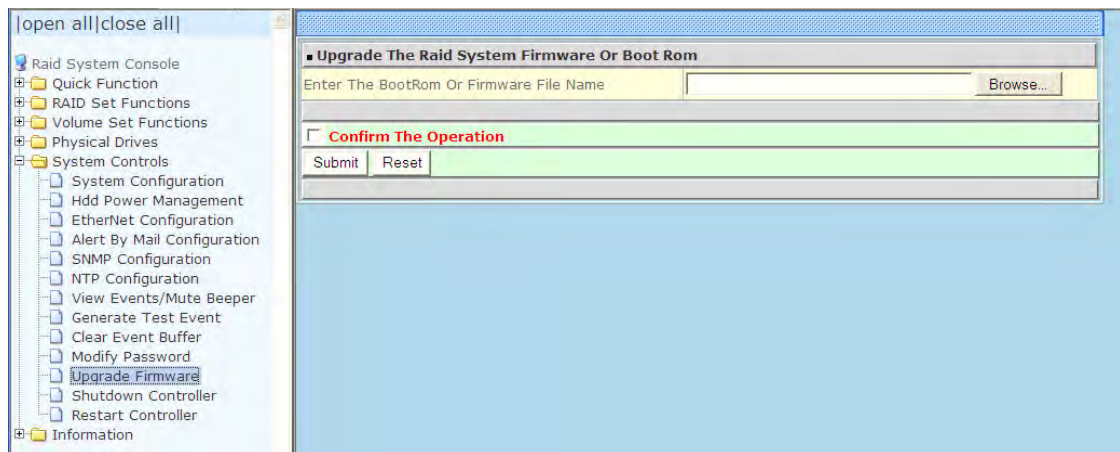 |open all|close all|
Raid System Console
Quick Function
RAID Set Functions
Volume Set Functions
Physical Drives
System Controls
System Configuration
Hdd Power Management
EtherNet Configuration
Alert By Mail Configuration
SNMP Configuration
NTP Configuration
View Events/Mute Beeper
Generate Test Event
Clear Event Buffer
Modify Password
Upgrade Firmware
Shutdown Controller
Restart Controller
Information
Upgrade The Raid System Firmware Or Boot Rom
Enter The BootRom Or Firmware File Name
Browse...
Confirm The Operation
Submit Reset